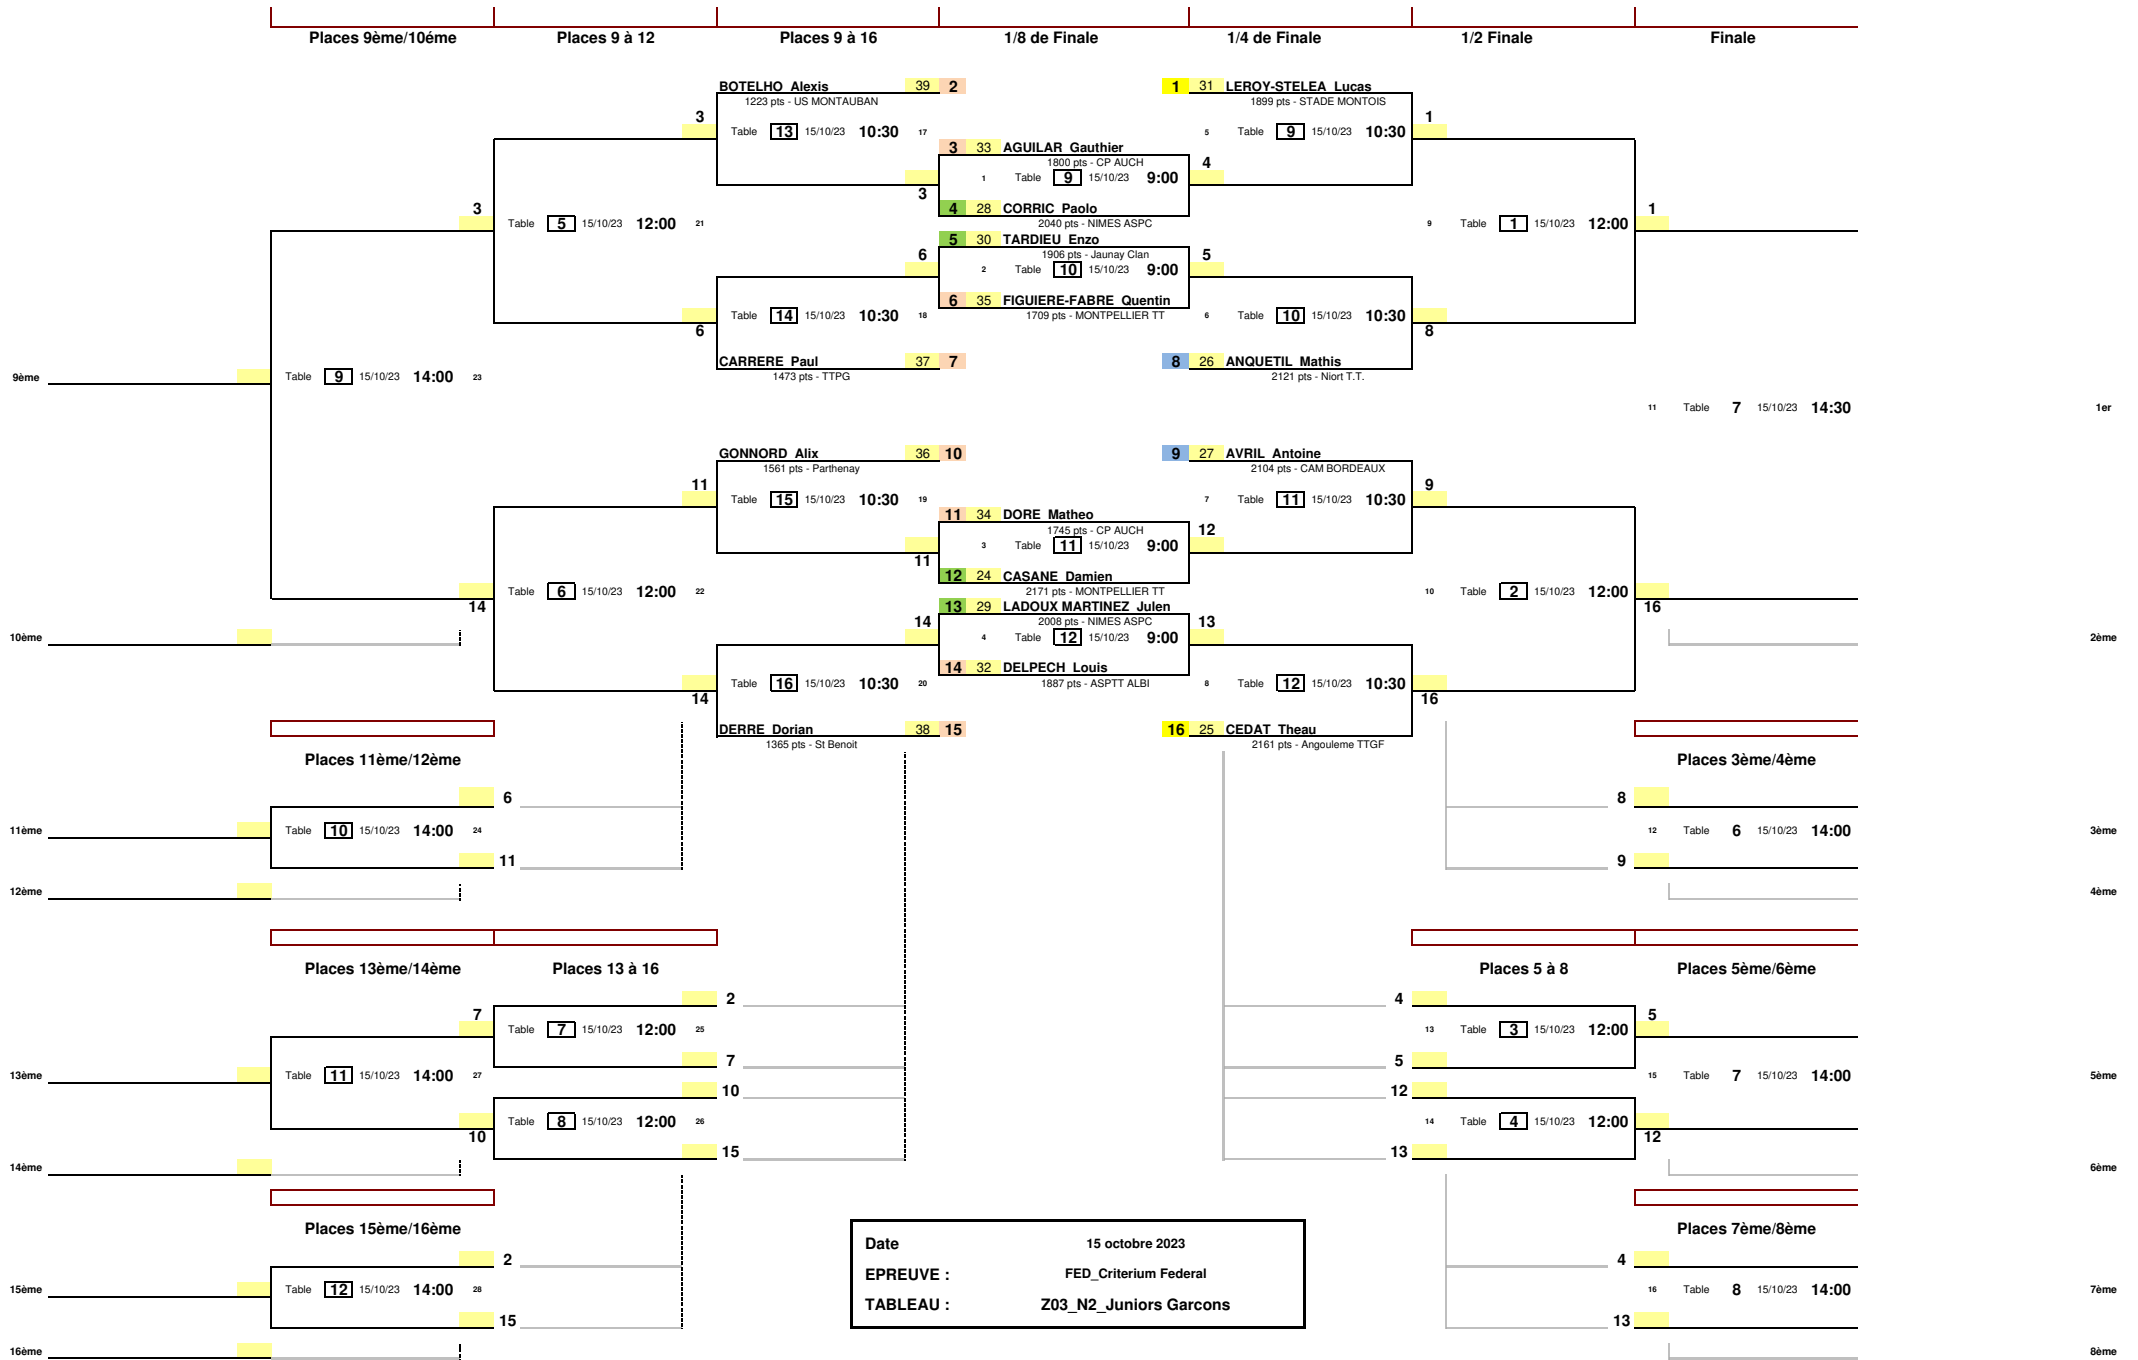 Places 9ème/10éme Places 9 à 12 Places 9 à 16 1/8 de Finale 1/4 de Finale 1/2 Finale Finale
BOTELHO Alexis 39 2 1 31 LEROY-STELEA Lucas
1223 pts - US MONTAUBAN 1899 pts - STADE MONTOIS
3 1
Table 13 15/10/23 10:30 17 5 Table 9 15/10/23 10:30
3 33 AGUILAR Gauthier
1800 pts - CP AUCH 4
1 Table 9 15/10/23 9:00
3
3 4 28 CORRIC Paolo 1
Table 5 15/10/23 12:00 21 2040 pts - NIMES ASPC 9 Table 1 15/10/23 12:00
5 30 TARDIEU Enzo
6 1906 pts - Jaunay Clan 5
2 Table 10 15/10/23 9:00
6 35 FIGUIERE-FABRE Quentin
Table 14 15/10/23 10:30 18 1709 pts - MONTPELLIER TT 6 Table 10 15/10/23 10:30
6 8
CARRERE Paul 37 7 8 26 ANQUETIL Mathis
9ème Table 9 15/10/23 14:00 23 1473 pts - TTPG 2121 pts - Niort T.T.
11 Table 7 15/10/23 14:30 1er
GONNORD Alix 36 10 9 27 AVRIL Antoine
1561 pts - Parthenay 2104 pts - CAM BORDEAUX
11 9
Table 15 15/10/23 10:30 19 7 Table 11 15/10/23 10:30
11 34 DORE Matheo
1745 pts - CP AUCH 12
3 Table 11 15/10/23 9:00
11
12 24 CASANE Damien
Table 6 15/10/23 12:00 22 2171 pts - MONTPELLIER TT 10 Table 2 15/10/23 12:00
14 13 29 LADOUX MARTINEZ Julen 16
14 2008 pts - NIMES ASPC 13
10ème 4 Table 12 15/10/23 9:00 2ème
14 32 DELPECH Louis
Table 16 15/10/23 10:30 20 1887 pts - ASPTT ALBI 8 Table 12 15/10/23 10:30
14 16
DERRE Dorian 38 15 16 25 CEDAT Theau
1365 pts - St Benoit 2161 pts - Angouleme TTGF
Places 11ème/12ème Places 3ème/4ème
6 8
11ème Table 10 15/10/23 14:00 24 12 Table 6 15/10/23 14:00 3ème
11 9
12ème 4ème
Places 13ème/14ème Places 13 à 16 Places 5 à 8 Places 5ème/6ème
2 4
7 5
Table 7 15/10/23 12:00 25 13 Table 3 15/10/23 12:00
7 5
13ème Table 11 15/10/23 14:00 27 15 Table 7 15/10/23 14:00 5ème
10 12
Table 8 15/10/23 12:00 26 14 Table 4 15/10/23 12:00
10 12
15 13
14ème 6ème
Places 15ème/16ème Places 7ème/8ème
Date 15 octobre 2023
2 4
EPREUVE : FED_Criterium Federal
15ème Table 12 15/10/23 14:00 28 16 Table 8 15/10/23 14:00 7ème
TABLEAU : Z03_N2_Juniors Garcons
15 13
16ème 8ème